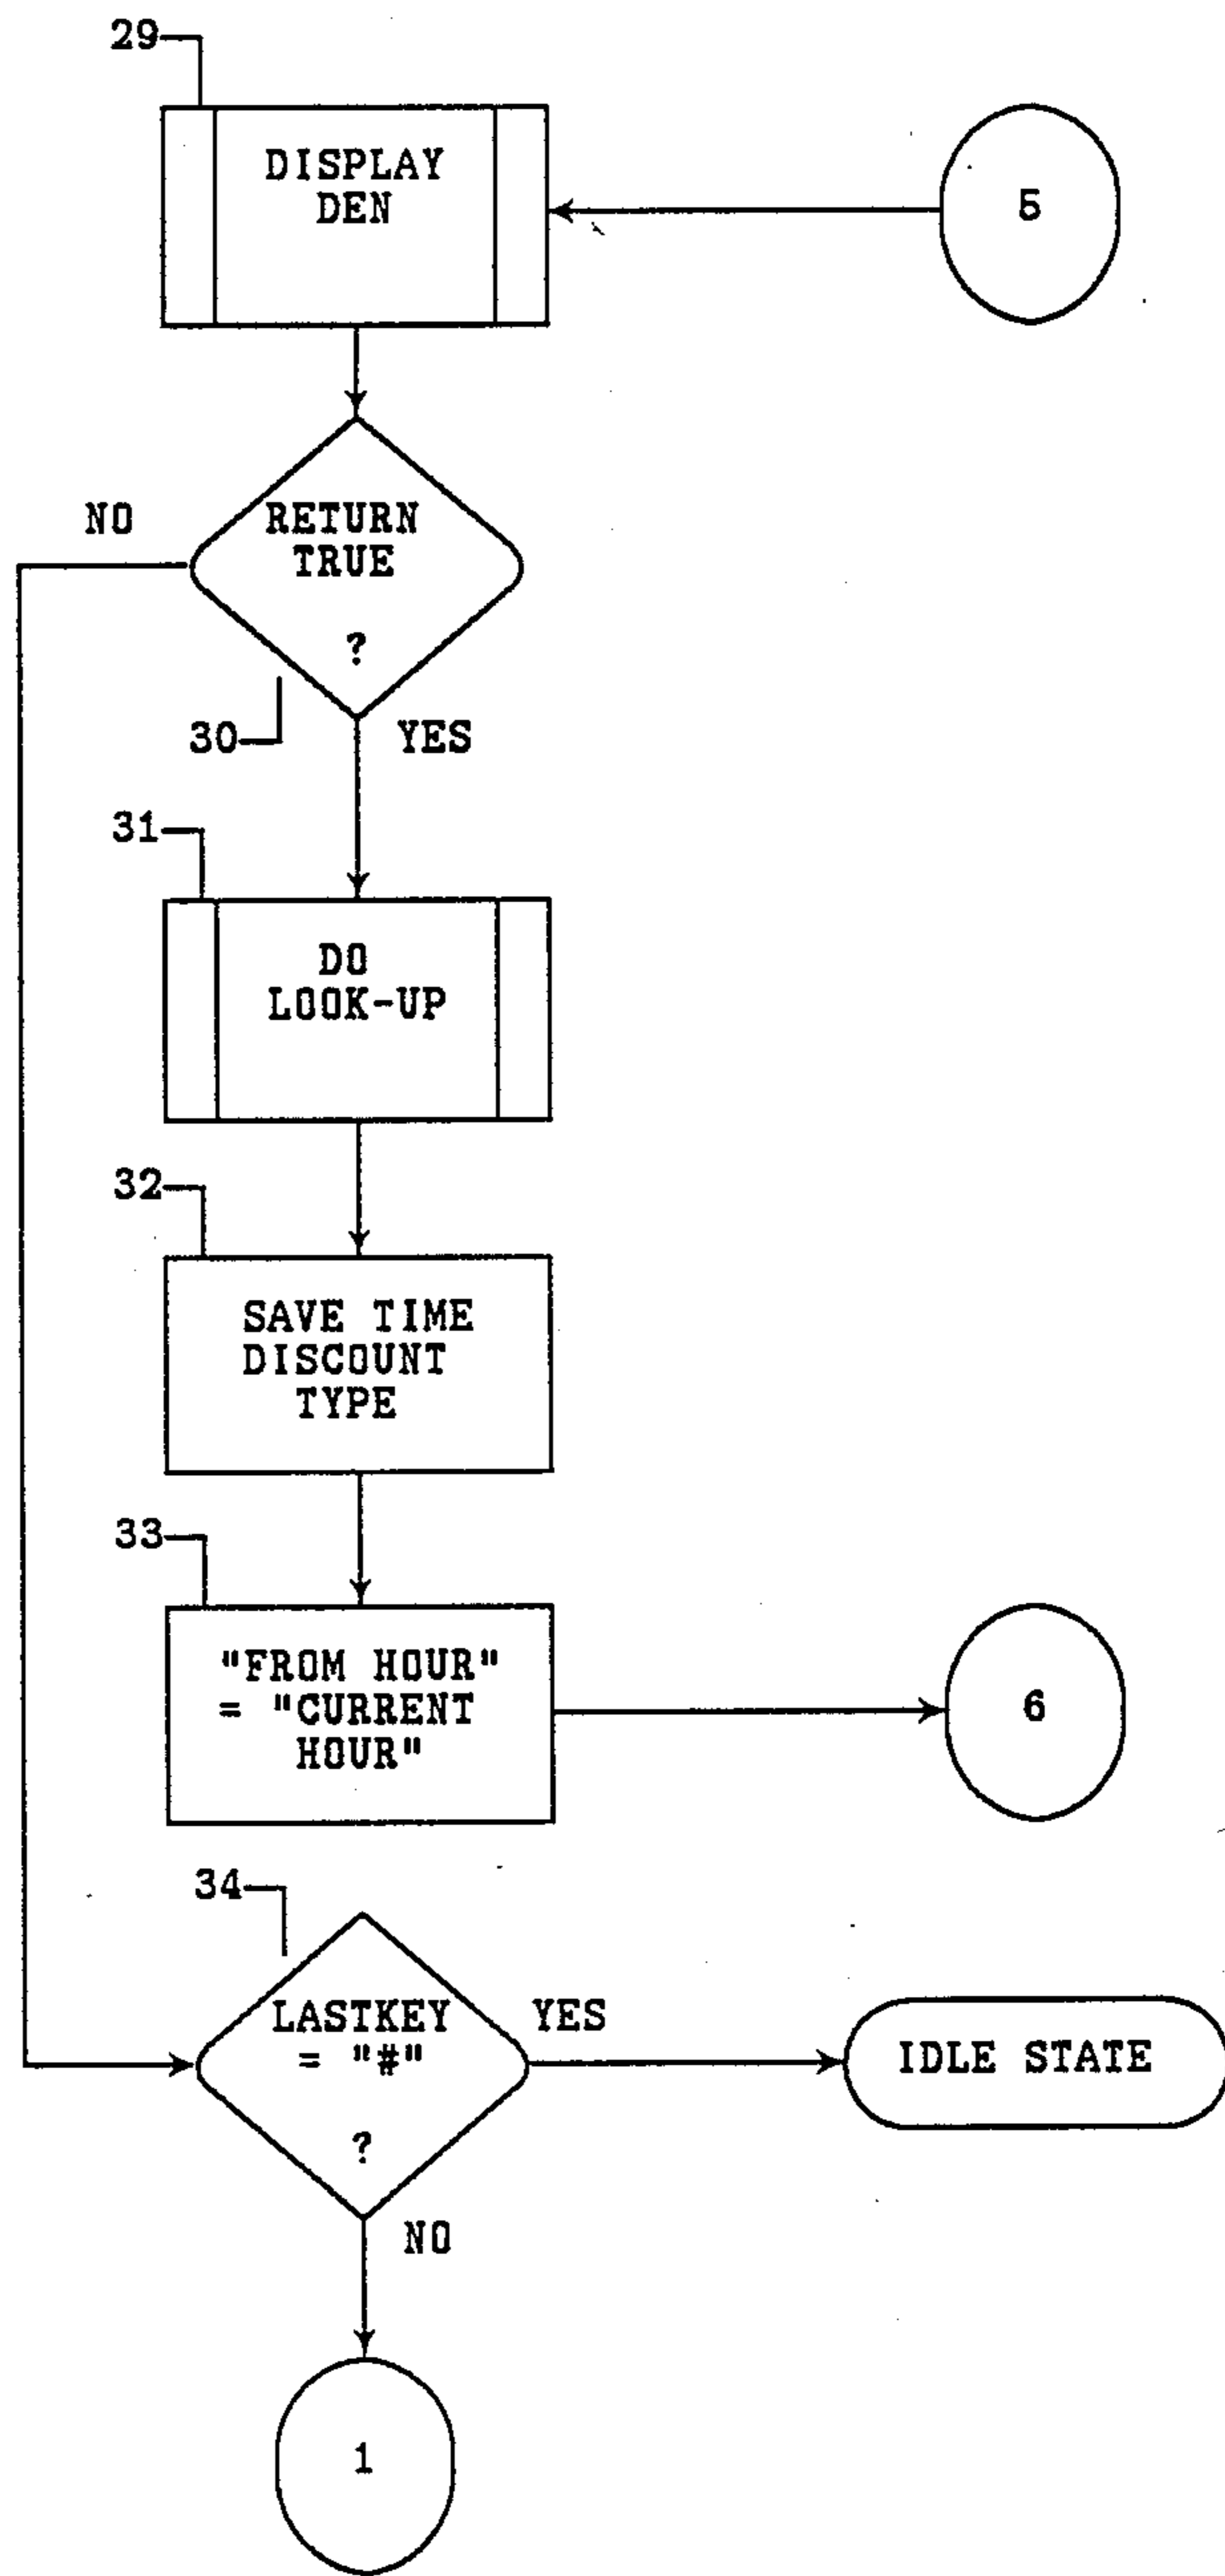 29
DISPLAY
DEN
5
NO
RETURN
TRUE
?
30
YES
31
DO
LOOK-UP
32
SAVE TIME
DISCOUNT
TYPE
33
"FROM HOUR"
= "CURRENT
HOUR"
6
34
LASTKEY
= "#"
?
YES
IDLE STATE
NO
1